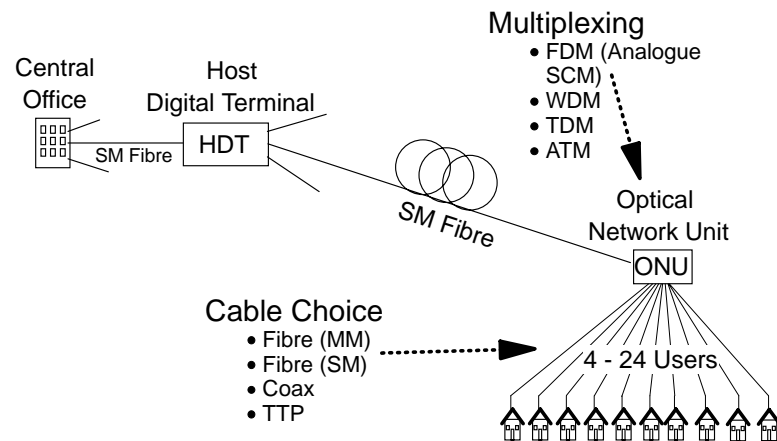 Multiplexing
• FDM (Analogue
SCM)
• WDM
• TDM
• ATM
Central
Office
Host
Digital Terminal
SM Fibre
HDT
SM Fibre
Optical
Network Unit
ONU
Cable Choice
• Fibre (MM)
• Fibre (SM)
• Coax
• TTP
4 - 24 Users